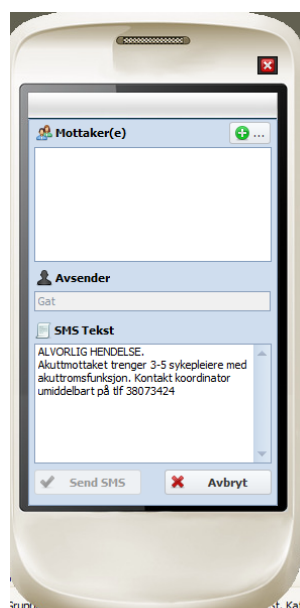 Mottaker(e)
...
Avsender
Gat
SMS Tekst
ALVORLIG HENDELSE.
Akuttmottaket trenger 3-5 sykepleiere med
akuttromsfunksjon. Kontakt koordinator
umiddelbart på tlf 38073424
Send SMS
Avbryt